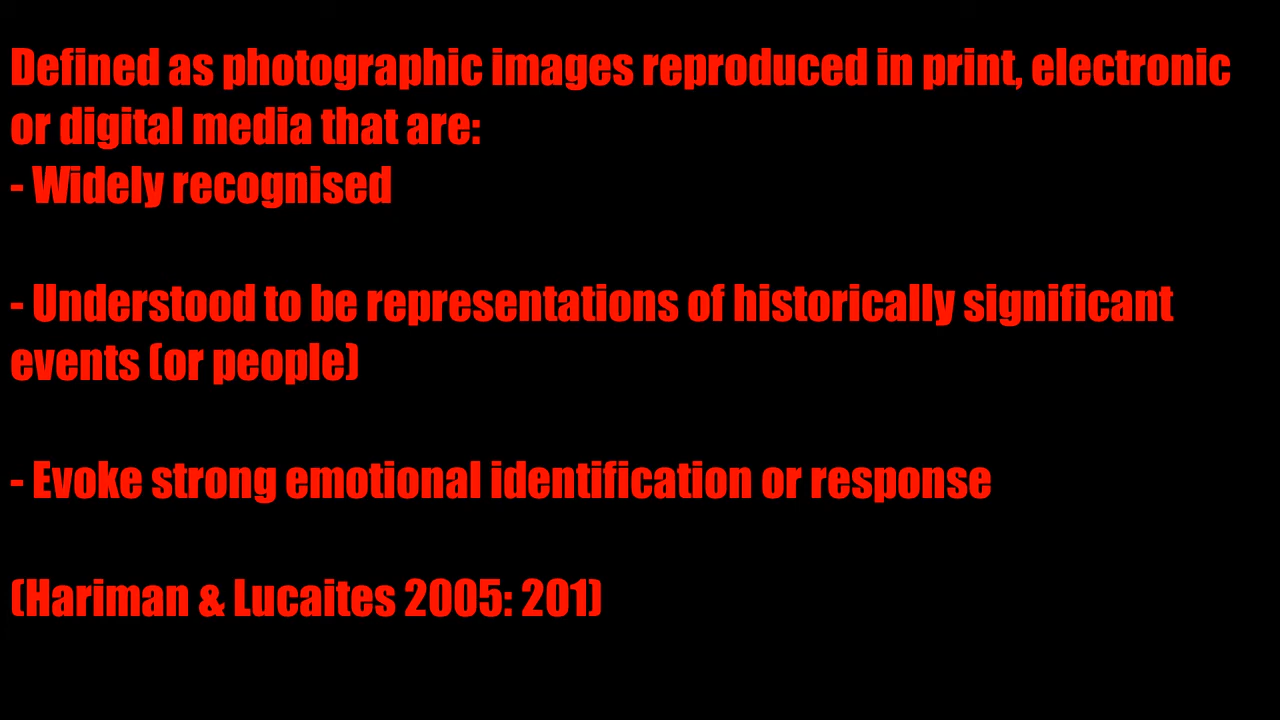 Defined as photographic images reproduced in print, electronic
or digital media that are:
- Widely recognised
- Understood to be representations of historically significant
events (or people)
- Evoke strong emotional identification or response
(Hariman & Lucaites 2005: 201)